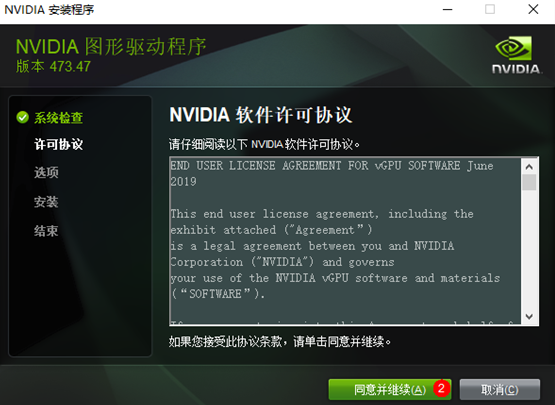 NVIDIA 安装程序
NVIDIA 图形驱动程序
版本 473.47
NVIDIA.
系统检查
许可协议
选项
安装
结束
NVIDIA 软件许可协议
请仔细阅读以下 NVIDIA 软件许可协议。
END USER LICENSE AGREEMENT FOR vGPU SOFTWARE June
2019
This end user license agreement, including the
exhibit attached ("Agreement”)
is a legal agreement between you and NVIDIA
Corporation ("NVIDIA") and governs
your use of the NVIDIA vGPU software and materials
(“SOFTWARE”).
如果您接受此协议条款，请单击同意并继续。
同意并继续(A) 2
取消(C)